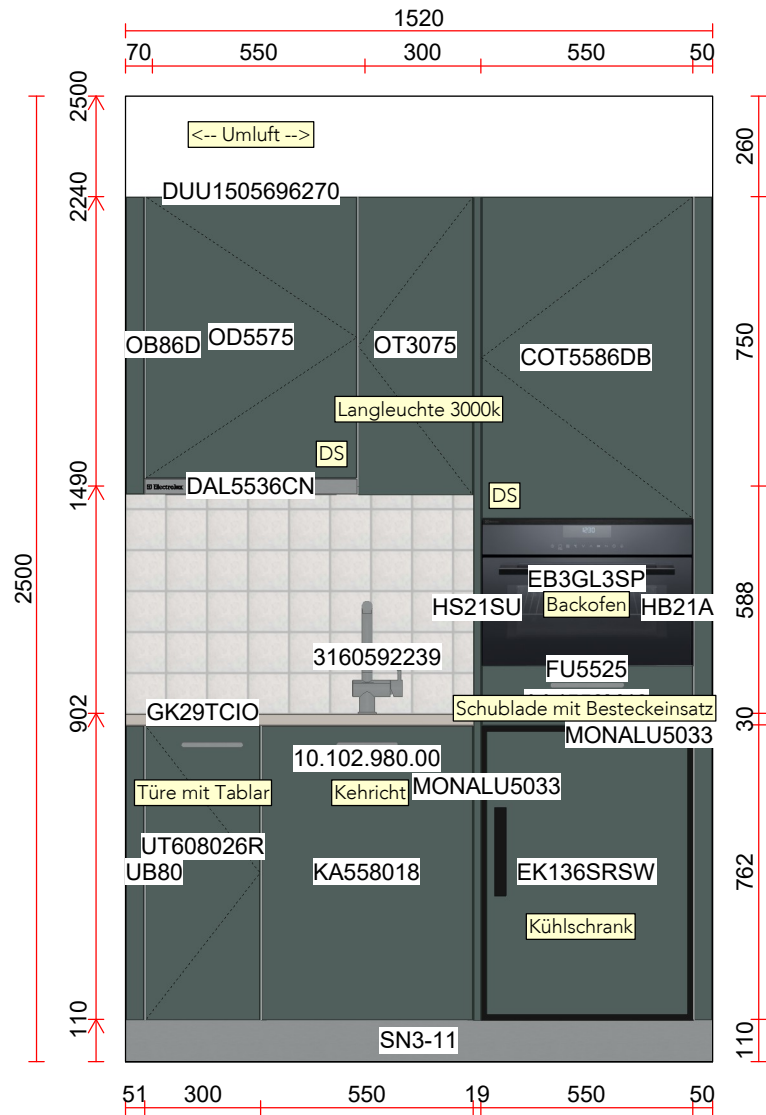 1520
70 550 300 550 50
2500
<-- Umluft -->
260
2240
DUU1505696270
OB86D
OD5575
OT3075
COT5586DB
750
Langleuchte 3000k
DS
1490
Electrolux
DAL5536CN
DS
2500
EB3GL3SP
HS21SU
Backofen
HB21A
588
3160592239
FU5525
902
GK29TCIO
Schublade mit Besteckeinsatz
30
MONALU5033
10.102.980.00
Türe mit Tablar
Kehricht
MONALU5033
UT608026R
UB80
KA558018
EK136SRSW
762
Kühlschrank
110
SN3-11
110
51 300 550 19 550 50